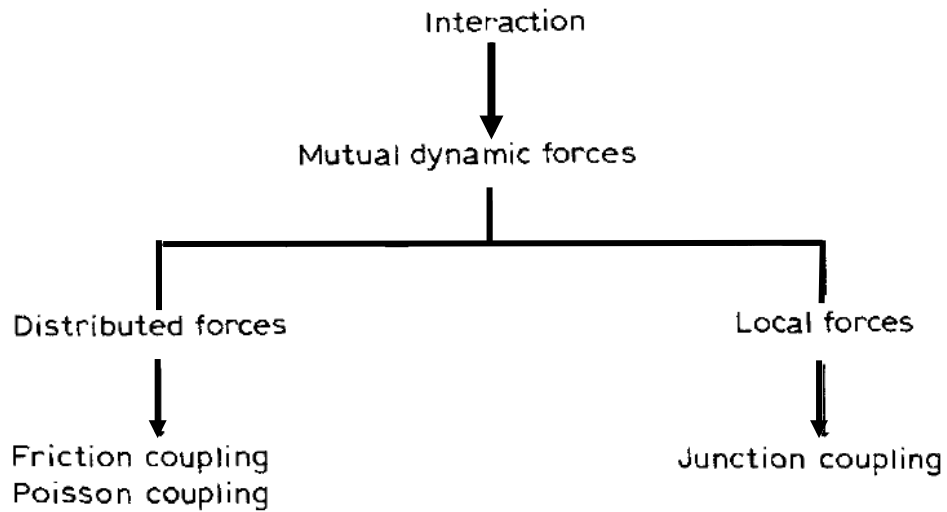 Interaction
Mutual dynamic forces
Distributed forces
Local forces
Friction coupling
Poisson coupling
Junction coupling